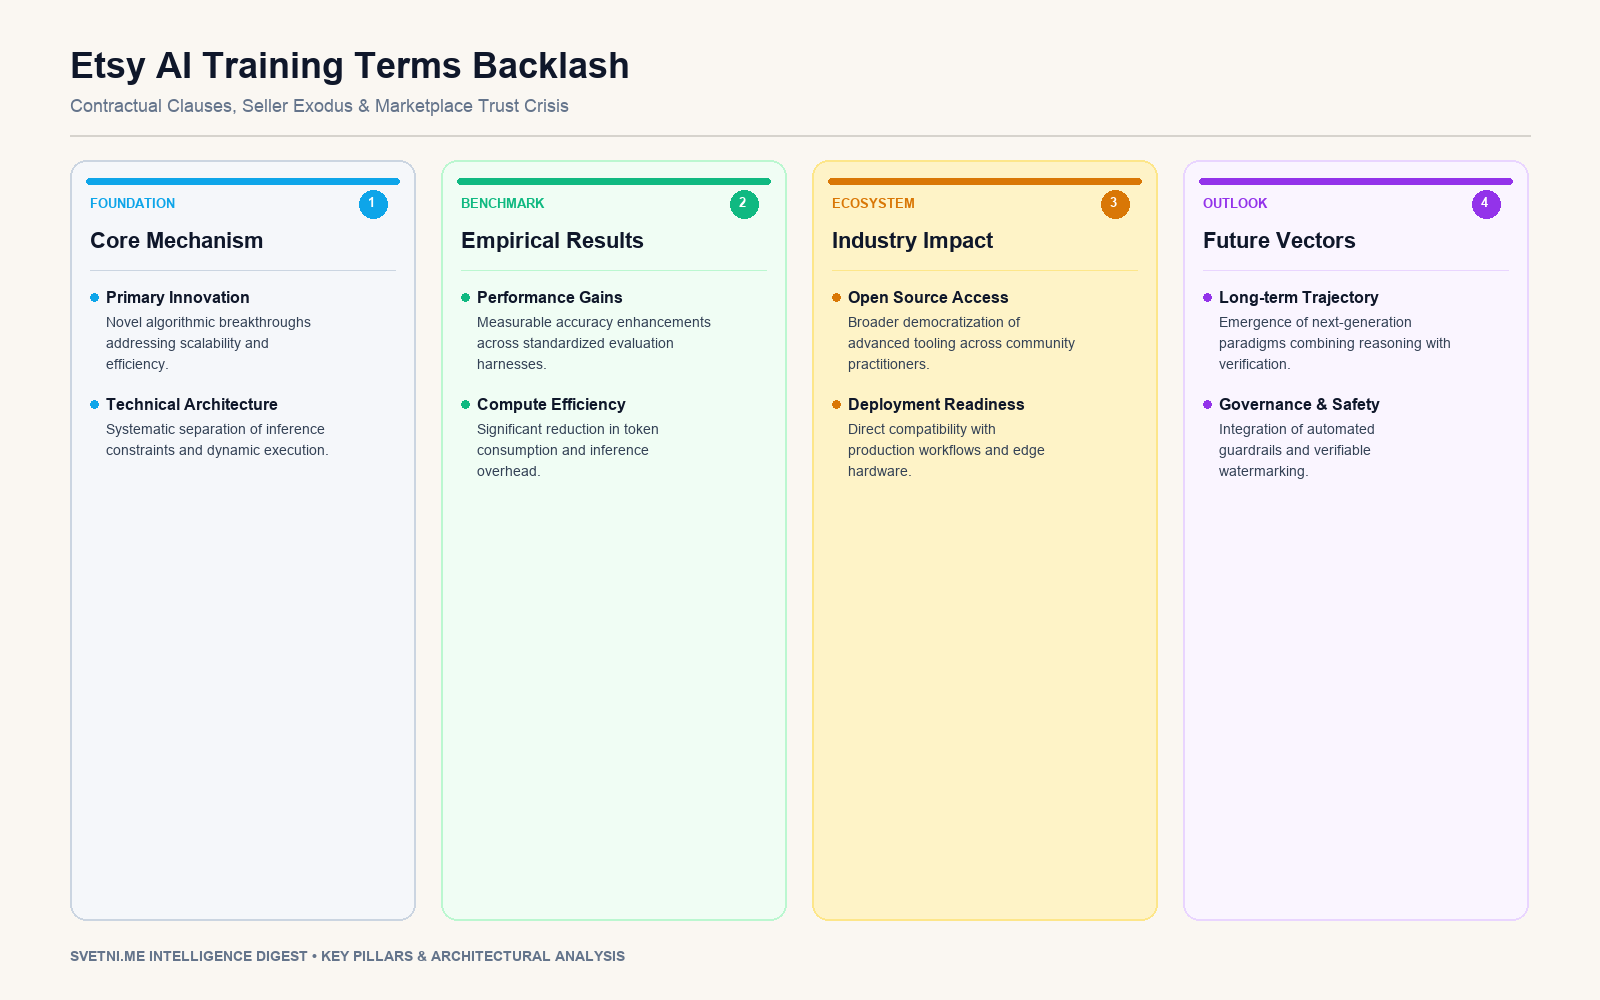 Etsy AI Training Terms Backlash
Contractual Clauses, Seller Exodus & Marketplace Trust Crisis
FOUNDATION
1
Core Mechanism
Primary Innovation
Novel algorithmic breakthroughs
addressing scalability and
efficiency.
Technical Architecture
Systematic separation of inference
constraints and dynamic execution.
BENCHMARK
2
Empirical Results
Performance Gains
Measurable accuracy enhancements
across standardized evaluation
harnesses.
Compute Efficiency
Significant reduction in token
consumption and inference
overhead.
ECOSYSTEM
3
Industry Impact
Open Source Access
Broader democratization of
advanced tooling across community
practitioners.
Deployment Readiness
Direct compatibility with
production workflows and edge
hardware.
OUTLOOK
4
Future Vectors
Long-term Trajectory
Emergence of next-generation
paradigms combining reasoning with
verification.
Governance & Safety
Integration of automated
guardrails and verifiable
watermarking.
SVETNI.ME INTELLIGENCE DIGEST • KEY PILLARS & ARCHITECTURAL ANALYSIS